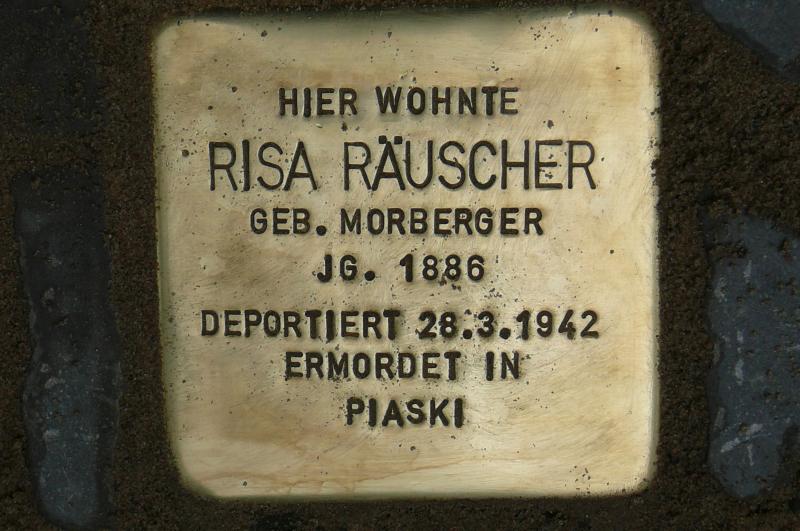 HIER WOHNTE
RISA RÄUSCHER
GEB. MORBERGER
JG. 1886
DEPORTIERT 28.3.1942
ERMORDET IN
PIASKI